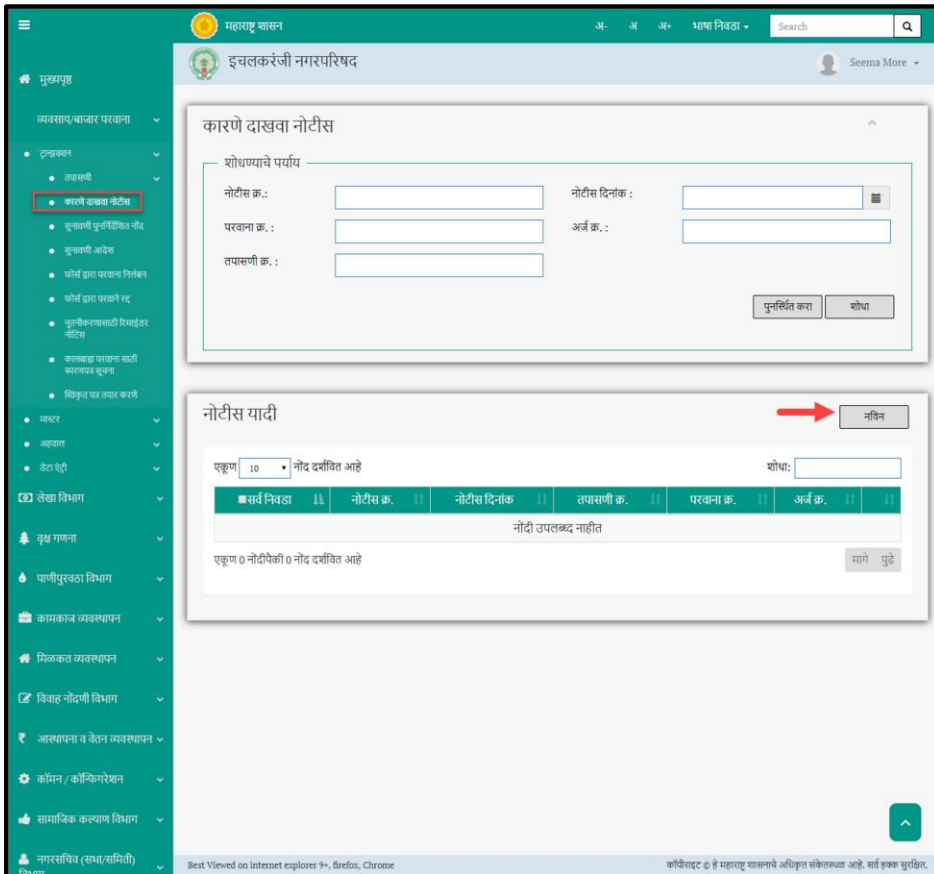 महाराष्ट्र शासन
अ-
अ
अ+
भाषा निवडा
Search
इचलकरंजी नगरपरिषद
Seema More
मुख्यपृष्ठ
व्यवसाय/बाजार परवाना
ट्रान्झाक्शन
तपासणी
कारणे दाखवा नोटीस
सुनावणी पुनर्निर्देशित नोंद
सुनावणी आदेश
फोर्स द्वारा परवाना निलंबन
फोर्स द्वारा परवाने रद्द
नूतनीकरणासाठी रिमाईंडर
नोटिस
कालबाह्य परवाना साठी
स्मरणपत्र सूचना
स्विकृत पत्र तयार करणे
मास्टर
अहवाल
डेटा एंट्री
लेखा विभाग
वृक्ष गणना
पाणीपुरवठा विभाग
कामकाज व्यवस्थापन
मिळकत व्यवस्थापन
विवाह नोंदणी विभाग
आस्थापना व वेतन व्यवस्थापन
कॉमन / कॉन्फिगरेशन
सामाजिक कल्याण विभाग
नगरसचिव (सभा/समिती)
विभाग
कारणे दाखवा नोटीस
शोधण्याचे पर्याय
नोटीस क्र.:
नोटीस दिनांक :
परवाना क्र. :
अर्ज क्र. :
तपासणी क्र. :
पुनर्स्थित करा
शोधा
नोटीस यादी
नविन
एकूण 10 नोंद दर्शवित आहे
शोधा:
सर्व निवडा
नोटीस क्र.
नोटीस दिनांक
तपासणी क्र.
परवाना क्र.
अर्ज क्र.
नोंदी उपलब्ध्द नाहीत
एकूण 0 नोंदीपैकी 0 नोंद दर्शवित आहे
मागे
पुढे
Best Viewed on internet explorer 9+, firefox, Chrome
कॉपीराइट © हे महाराष्ट्र शासनाचे अधिकृत संकेतस्थळ आहे. सर्व हक्क सुरक्षित.